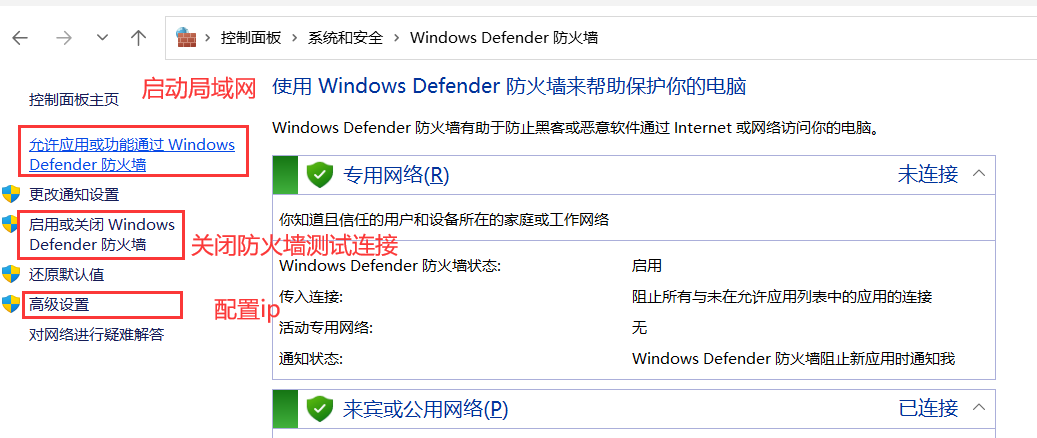 控制面板 > 系统和安全 > Windows Defender 防火墙
控制面板主页
启动局域网
允许应用或功能通过 Windows
Defender 防火墙
更改通知设置
启用或关闭 Windows
Defender 防火墙
关闭防火墙测试连接
还原默认值
高级设置
配置ip
对网络进行疑难解答
使用 Windows Defender 防火墙来帮助保护你的电脑
Windows Defender 防火墙有助于防止黑客或恶意软件通过 Internet 或网络访问你的电脑。
专用网络(R) 未连接
你知道且信任的用户和设备所在的家庭或工作网络
Windows Defender 防火墙状态: 启用
传入连接: 阻止所有与未在允许应用列表中的应用的连接
活动专用网络: 无
通知状态: Windows Defender 防火墙阻止新应用时通知我
来宾或公用网络(P) 已连接